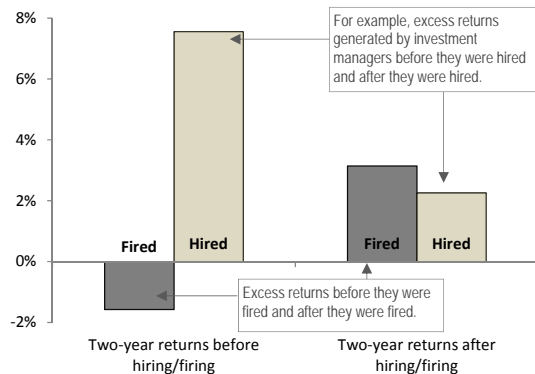 8%
6%
4%
2%
0%
-2%
For example, excess returns
generated by investment
managers before they were hired
and after they were hired.
Fired
Hired
Fired
Hired
Excess returns before they were
fired and after they were fired.
Two-year returns before
hiring/firing
Two-year returns after
hiring/firing